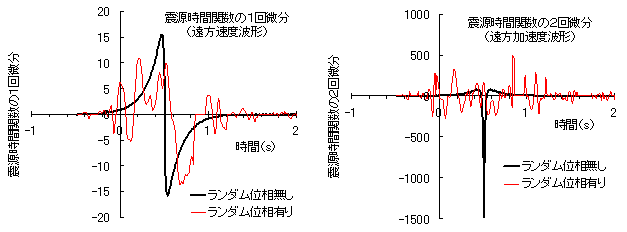 震源時間関数の1回微分
(遠方速度波形)
震源時間関数の1回微分
20
15
10
5
0
-5
-10
-15
-20
-1
0
1
2
時間(s)
ランダム位相無し
ランダム位相有り
震源時間関数の2回微分
(遠方加速度波形)
震源時間関数の2回微分
1000
500
0
-500
-1000
-1500
-1
0
1
2
時間(s)
ランダム位相無し
ランダム位相有り